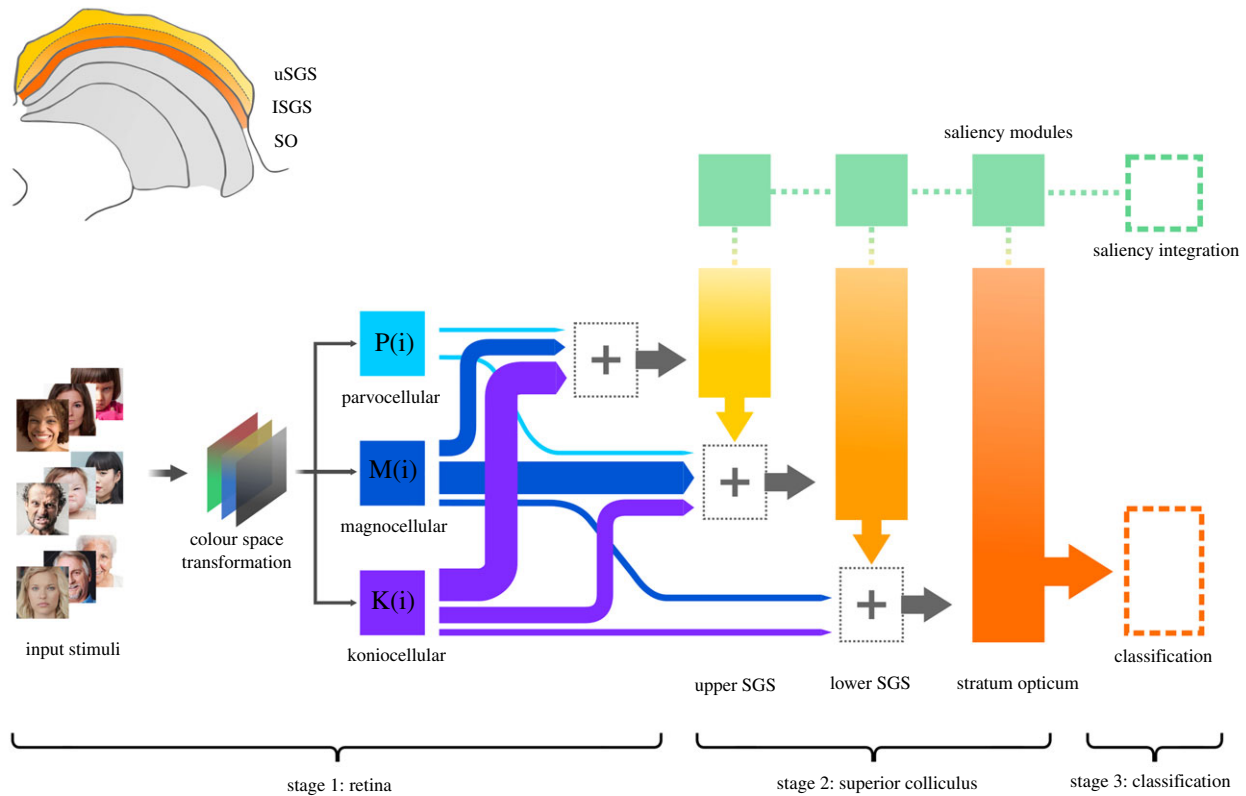 uSGS
ISGS
SO
saliency modules
saliency integration
P(i)
parvocellular
M(i)
magnocellular
K(i)
koniocellular
colour space
transformation
input stimuli
+
+
+
upper SGS
lower SGS
stratum opticum
classification
stage 1: retina
stage 2: superior colliculus
stage 3: classification